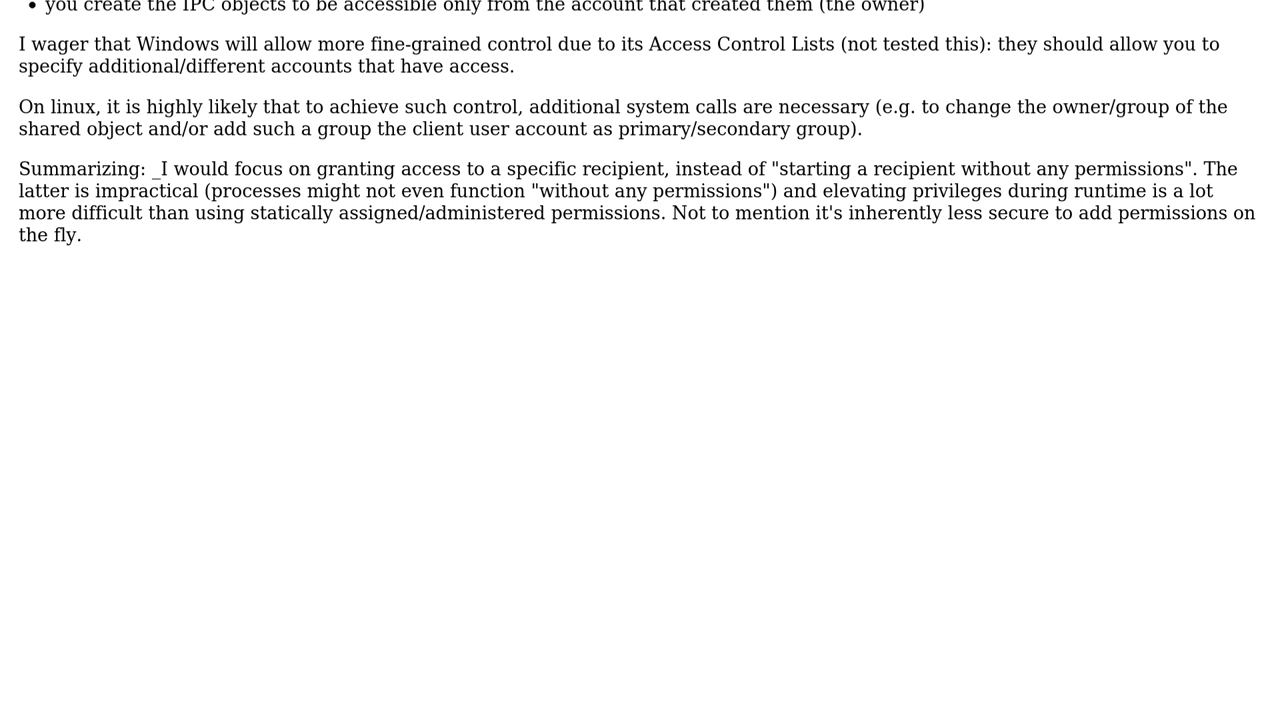 • you create the IPC objects to be accessible only from the account that created them (the owner)
I wager that Windows will allow more fine-grained control due to its Access Control Lists (not tested this): they should allow you to
specify additional/different accounts that have access.
On linux, it is highly likely that to achieve such control, additional system calls are necessary (e.g. to change the owner/group of the
shared object and/or add such a group the client user account as primary/secondary group).
Summarizing: _I would focus on granting access to a specific recipient, instead of "starting a recipient without any permissions". The
latter is impractical (processes might not even function "without any permissions") and elevating privileges during runtime is a lot
more difficult than using statically assigned/administered permissions. Not to mention it's inherently less secure to add permissions on
the fly.